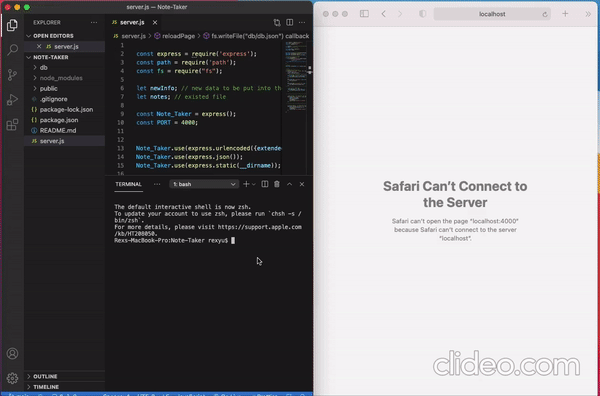 server.js — Note-Taker
EXPLORER
OPEN EDITORS
server.js
NOTE-TAKER
db
node_modules
public
.gitignore
package-lock.json
package.json
README.md
server.js
OUTLINE
TIMELINE
server.js
server.js > reloadPage > fs.writeFile("db/db.json") callback
1
2 const express = require('express');
3 const path = require('path');
4 const fs = require("fs");
5
6 let newInfo; // new data to be put into th
7 let notes; // existed file
8
9 const Note_Taker = express();
10 const PORT = 4000;
11
12
13 Note_Taker.use(express.urlencoded({extende
14 Note_Taker.use(express.json());
15 Note_Taker.use(express.static(__dirname));
TERMINAL
1: bash
The default interactive shell is now zsh.
To update your account to use zsh, please run `chsh -s /
bin/zsh`.
For more details, please visit https://support.apple.com
/kb/HT208050.
Rexs-MacBook-Pro:Note-Taker rexyu$
localhost
Safari Can't Connect to
the Server
Safari can't open the page "localhost:4000"
because Safari can't connect to the server
"localhost".
clideo.com